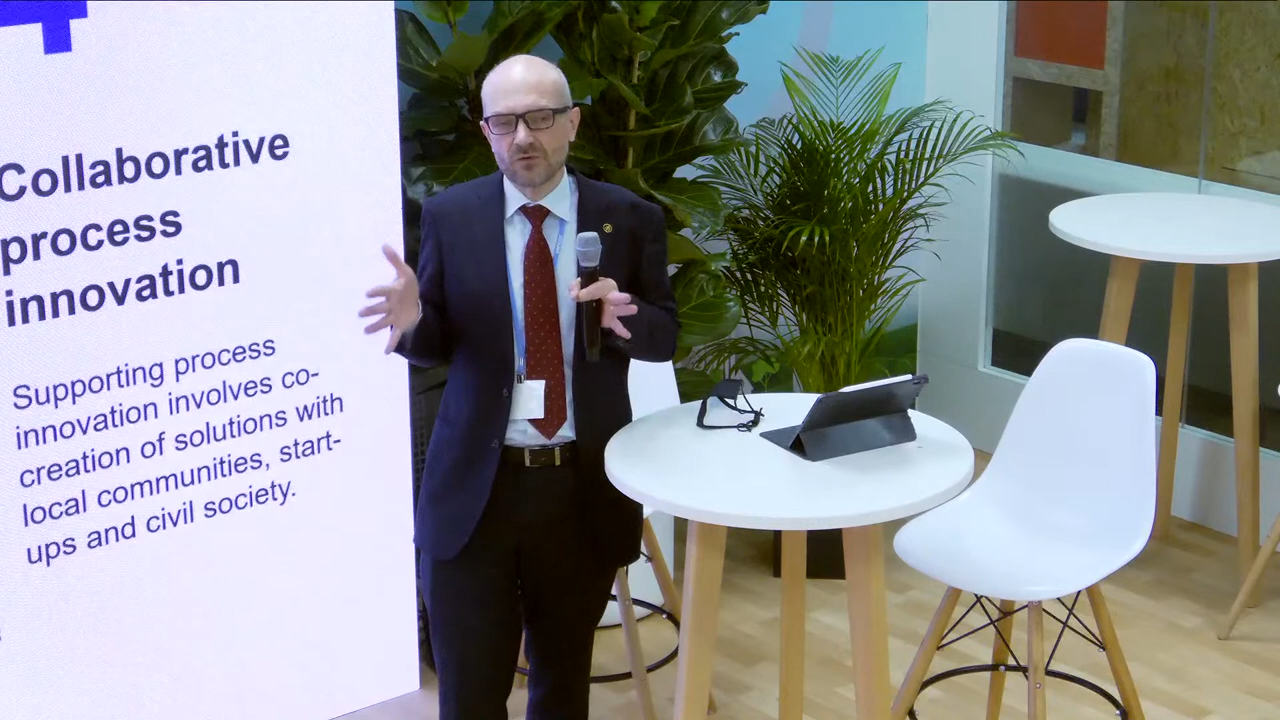 Collaborative
process
innovation
Supporting process
innovation involves co-
creation of solutions with
local communities, start-
ups and civil society.